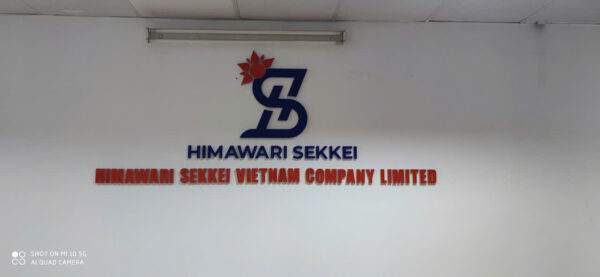 HIMAWARI SEKKEI
HIMAWARI SEKKEI VIETNAM COMPANY LIMITED
SHOT ON MI 10 5G
AI QUAD CAMERA